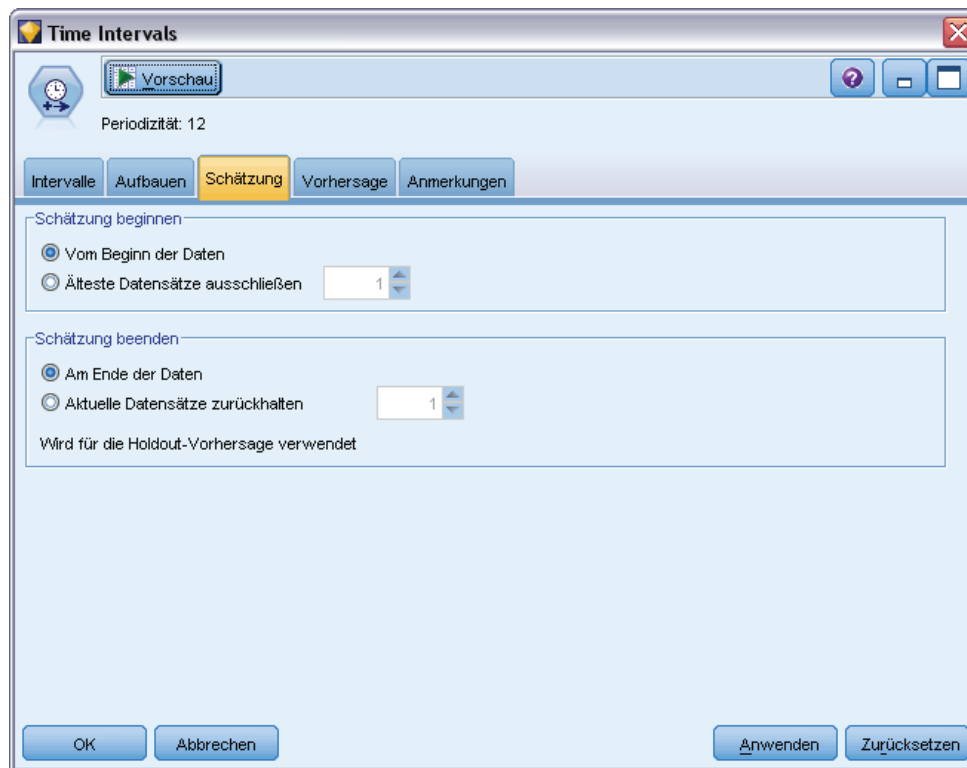 Time Intervals
Vorschau
Periodizität: 12
Intervalle Aufbauen Schätzung Vorhersage Anmerkungen
Schätzung beginnen
Vom Beginn der Daten
Älteste Datensätze ausschließen 1
Schätzung beenden
Am Ende der Daten
Aktuelle Datensätze zurückhalten 1
Wird für die Holdout-Vorhersage verwendet
OK Abbrechen Anwenden Zurücksetzen